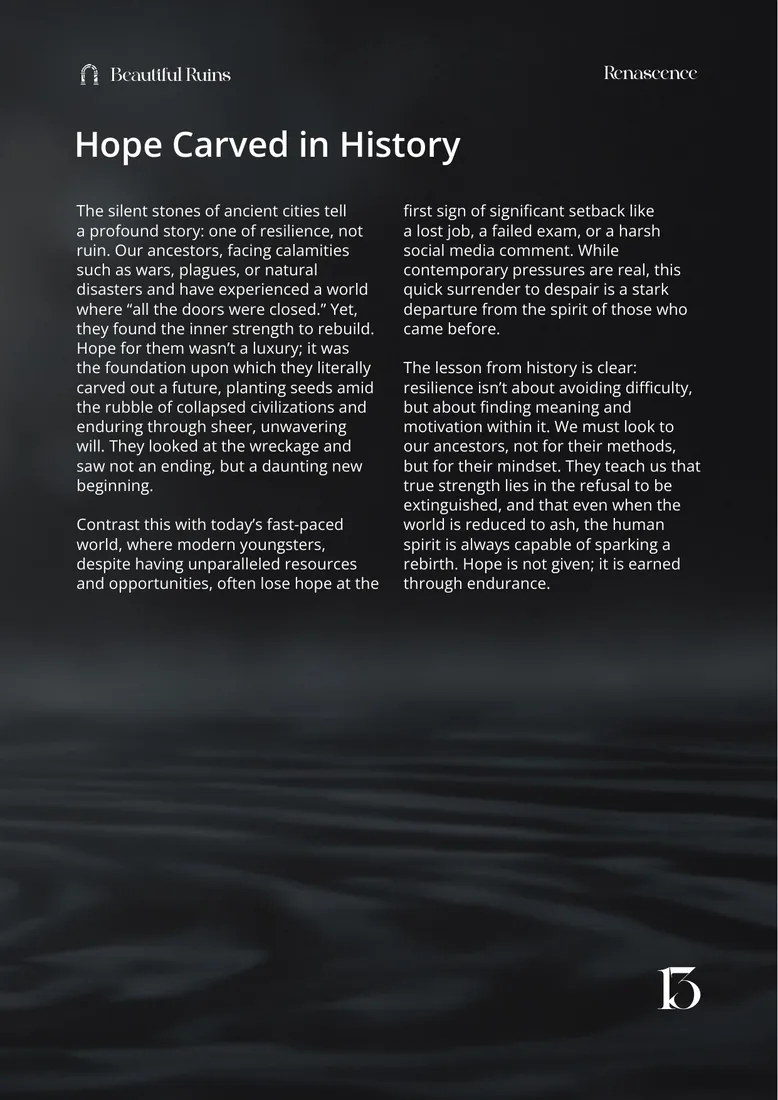 Beautiful Ruins
Renascence
Hope Carved in History
The silent stones of ancient cities tell
a profound story: one of resilience, not
ruin. Our ancestors, facing calamities
such as wars, plagues, or natural
disasters and have experienced a world
where “all the doors were closed.” Yet,
they found the inner strength to rebuild.
Hope for them wasn’t a luxury; it was
the foundation upon which they literally
carved out a future, planting seeds amid
the rubble of collapsed civilizations and
enduring through sheer, unwavering
will. They looked at the wreckage and
saw not an ending, but a daunting new
beginning.
Contrast this with today’s fast-paced
world, where modern youngsters,
despite having unparalleled resources
and opportunities, often lose hope at the
first sign of significant setback like
a lost job, a failed exam, or a harsh
social media comment. While
contemporary pressures are real, this
quick surrender to despair is a stark
departure from the spirit of those who
came before.
The lesson from history is clear:
resilience isn’t about avoiding difficulty,
but about finding meaning and
motivation within it. We must look to
our ancestors, not for their methods,
but for their mindset. They teach us that
true strength lies in the refusal to be
extinguished, and that even when the
world is reduced to ash, the human
spirit is always capable of sparking a
rebirth. Hope is not given; it is earned
through endurance.
13